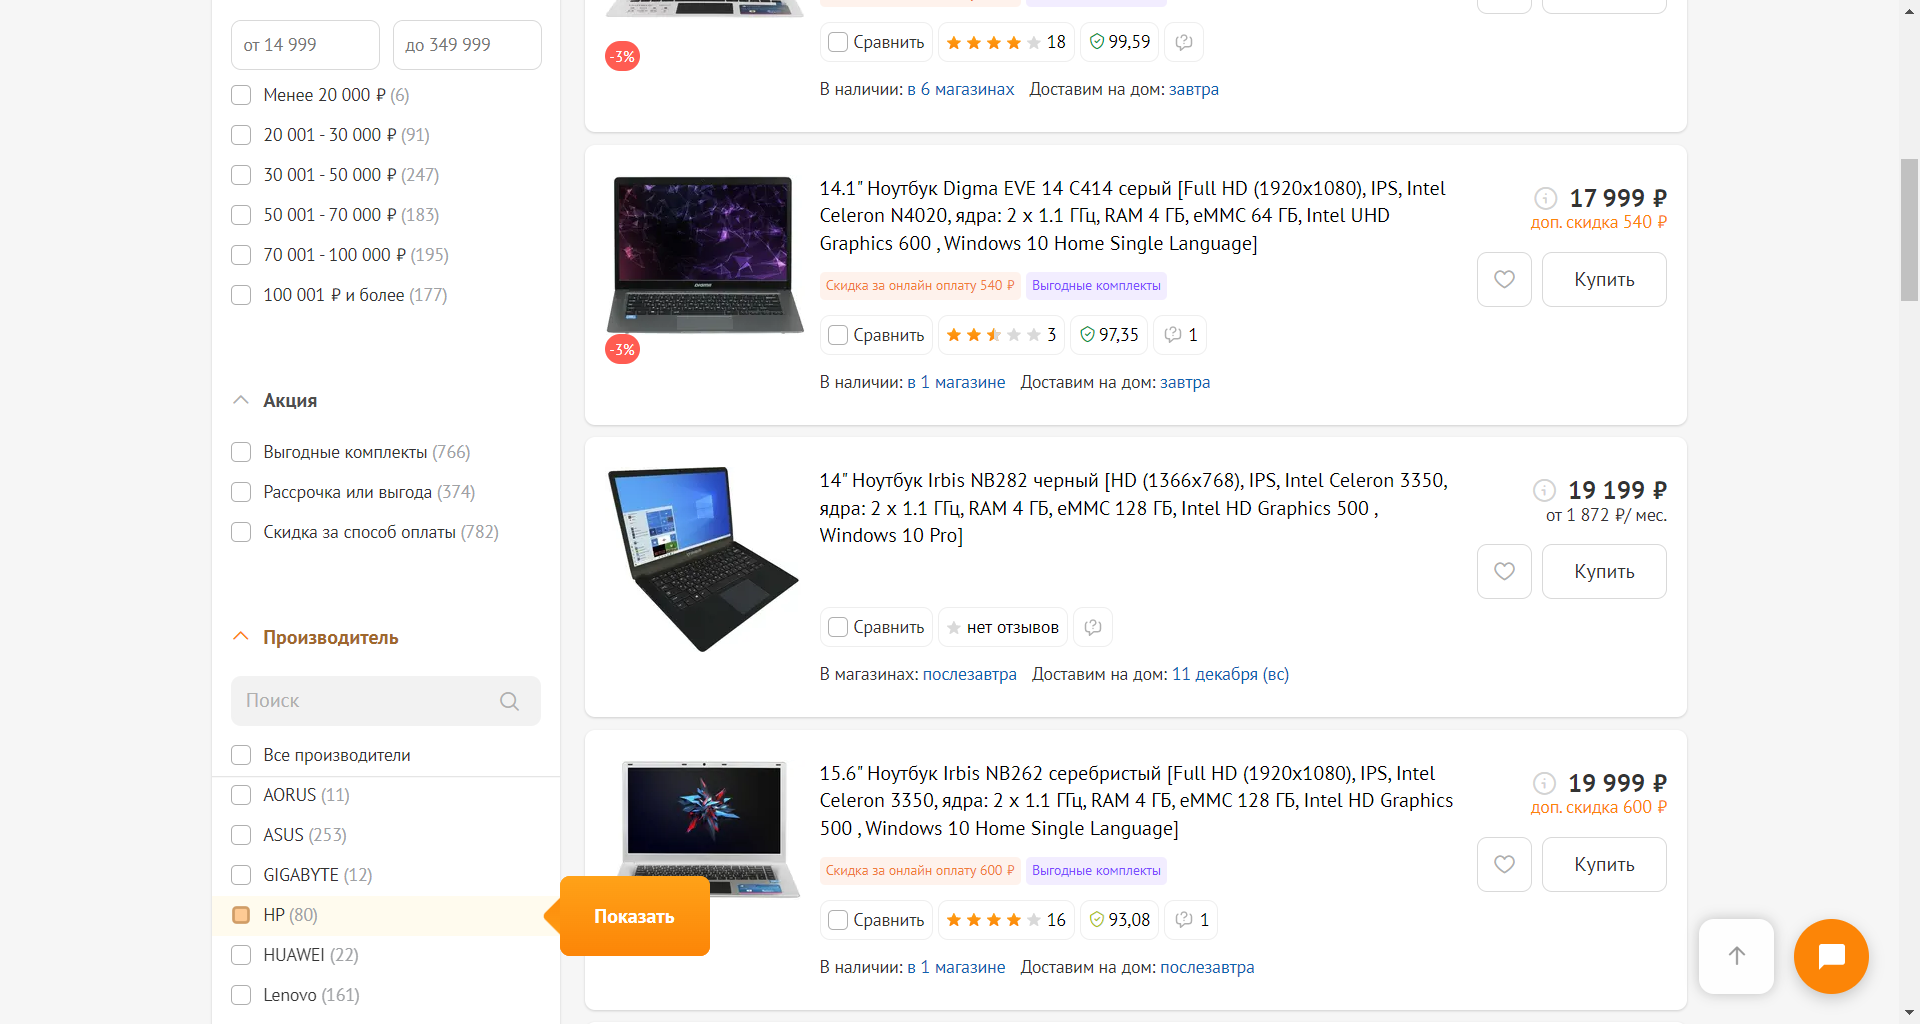 от 14 999
до 349 999
Менее 20 000 ₽ (6)
20 001 - 30 000 ₽ (91)
30 001 - 50 000 ₽ (247)
50 001 - 70 000 ₽ (183)
70 001 - 100 000 ₽ (195)
100 001 ₽ и более (177)
Акция
Выгодные комплекты (766)
Рассрочка или выгода (374)
Скидка за способ оплаты (782)
Производитель
Поиск
Все производители
AORUS (11)
ASUS (253)
GIGABYTE (12)
HP (80)
HUAWEI (22)
Lenovo (161)
Показать
-3%
Сравнить
18
99,59
В наличии: в 6 магазинах Доставим на дом: завтра
-3%
14.1" Ноутбук Digma EVE 14 C414 серый [Full HD (1920x1080), IPS, Intel
Celeron N4020, ядра: 2 х 1.1 ГГц, RAM 4 ГБ, eMMC 64 ГБ, Intel UHD
Graphics 600 , Windows 10 Home Single Language]
Скидка за онлайн оплату 540 ₽
Выгодные комплекты
Сравнить
3
97,35
1
В наличии: в 1 магазине Доставим на дом: завтра
17 999 ₽
доп. скидка 540 ₽
Купить
14" Ноутбук Irbis NB282 черный [HD (1366x768), IPS, Intel Celeron 3350,
ядра: 2 х 1.1 ГГц, RAM 4 ГБ, eMMC 128 ГБ, Intel HD Graphics 500 ,
Windows 10 Pro]
Сравнить
нет отзывов
В магазинах: послезавтра Доставим на дом: 11 декабря (вс)
19 199 ₽
от 1 872 ₽/ мес.
Купить
15.6" Ноутбук Irbis NB262 серебристый [Full HD (1920x1080), IPS, Intel
Celeron 3350, ядра: 2 х 1.1 ГГц, RAM 4 ГБ, eMMC 128 ГБ, Intel HD Graphics
500 , Windows 10 Home Single Language]
Скидка за онлайн оплату 600 ₽
Выгодные комплекты
Сравнить
16
93,08
1
В наличии: в 1 магазине Доставим на дом: послезавтра
19 999 ₽
доп. скидка 600 ₽
Купить